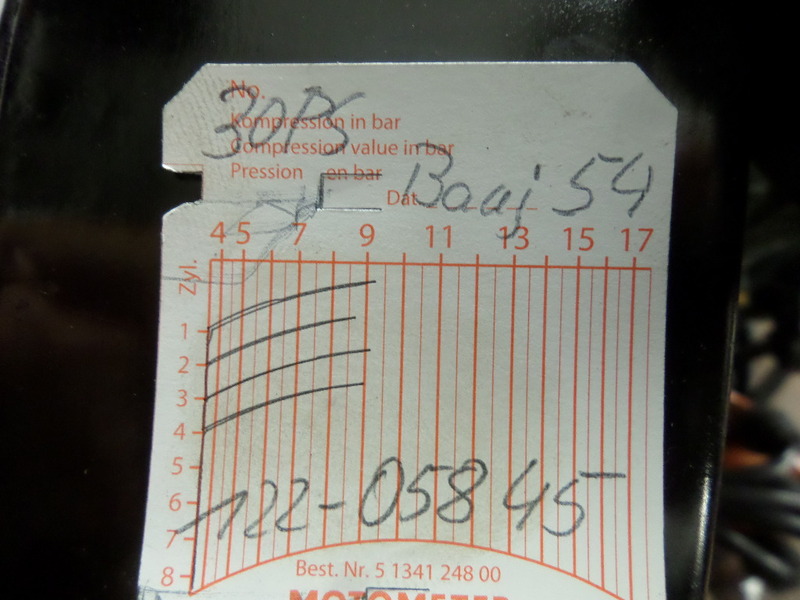 No.
30PS
Kompression in bar
Compression value in bar
Pression en bar
Dat. Bauj 54
4 5 7 9 11 13 15 17
Zyl.
1
2
3
4
5
6
7
8
122-058 45
Best. Nr. 5 1341 248 00
MOTOMETER